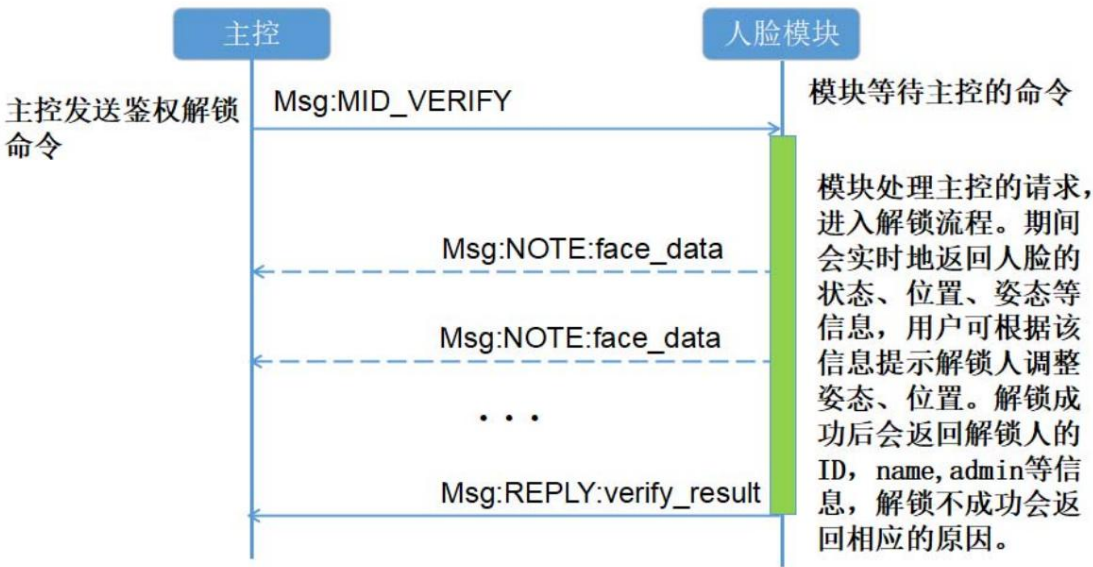 主控
人脸模块
主控发送鉴权解锁
命令
Msg:MID_VERIFY
模块等待主控的命令
模块处理主控的请求，
进入解锁流程。期间
会实时地返回人脸的
状态、位置、姿态等
信息，用户可根据该
信息提示解锁人调整
姿态、位置。解锁成
功后会返回解锁人的
ID，name,admin等信
息，解锁不成功会返
回相应的原因。
Msg:NOTE:face_data
Msg:NOTE:face_data
· · ·
Msg:REPLY:verify_result